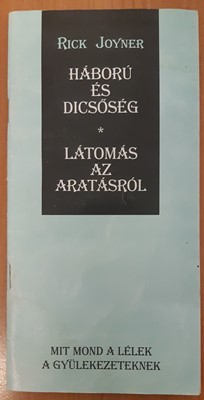 RICK JOYNER
HÁBORÚ
ÉS
DICSŐSÉG
*
LÁTOMÁS
AZ
ARATÁSRÓL
MIT MOND A LÉLEK
A GYÜLEKEZETEKNEK